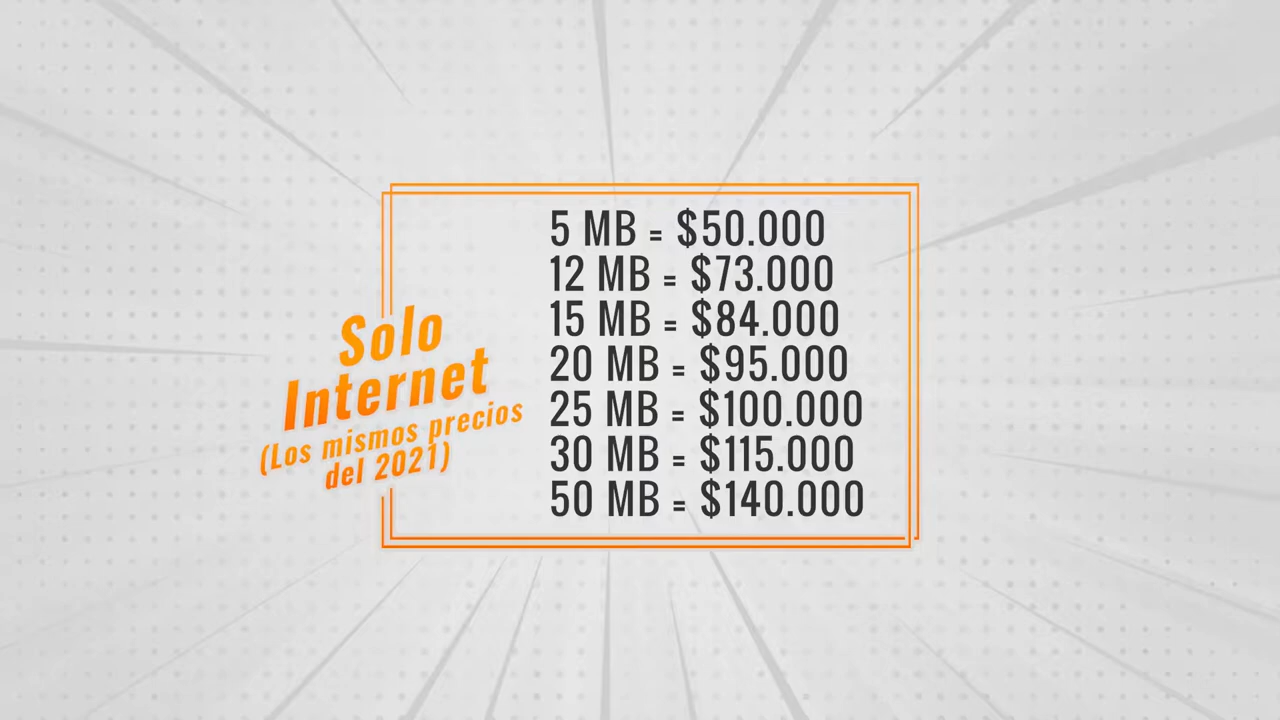 Solo
Internet
(Los mismos precios
del 2021)
5 MB = $50.000
12 MB = $73.000
15 MB = $84.000
20 MB = $95.000
25 MB = $100.000
30 MB = $115.000
50 MB = $140.000